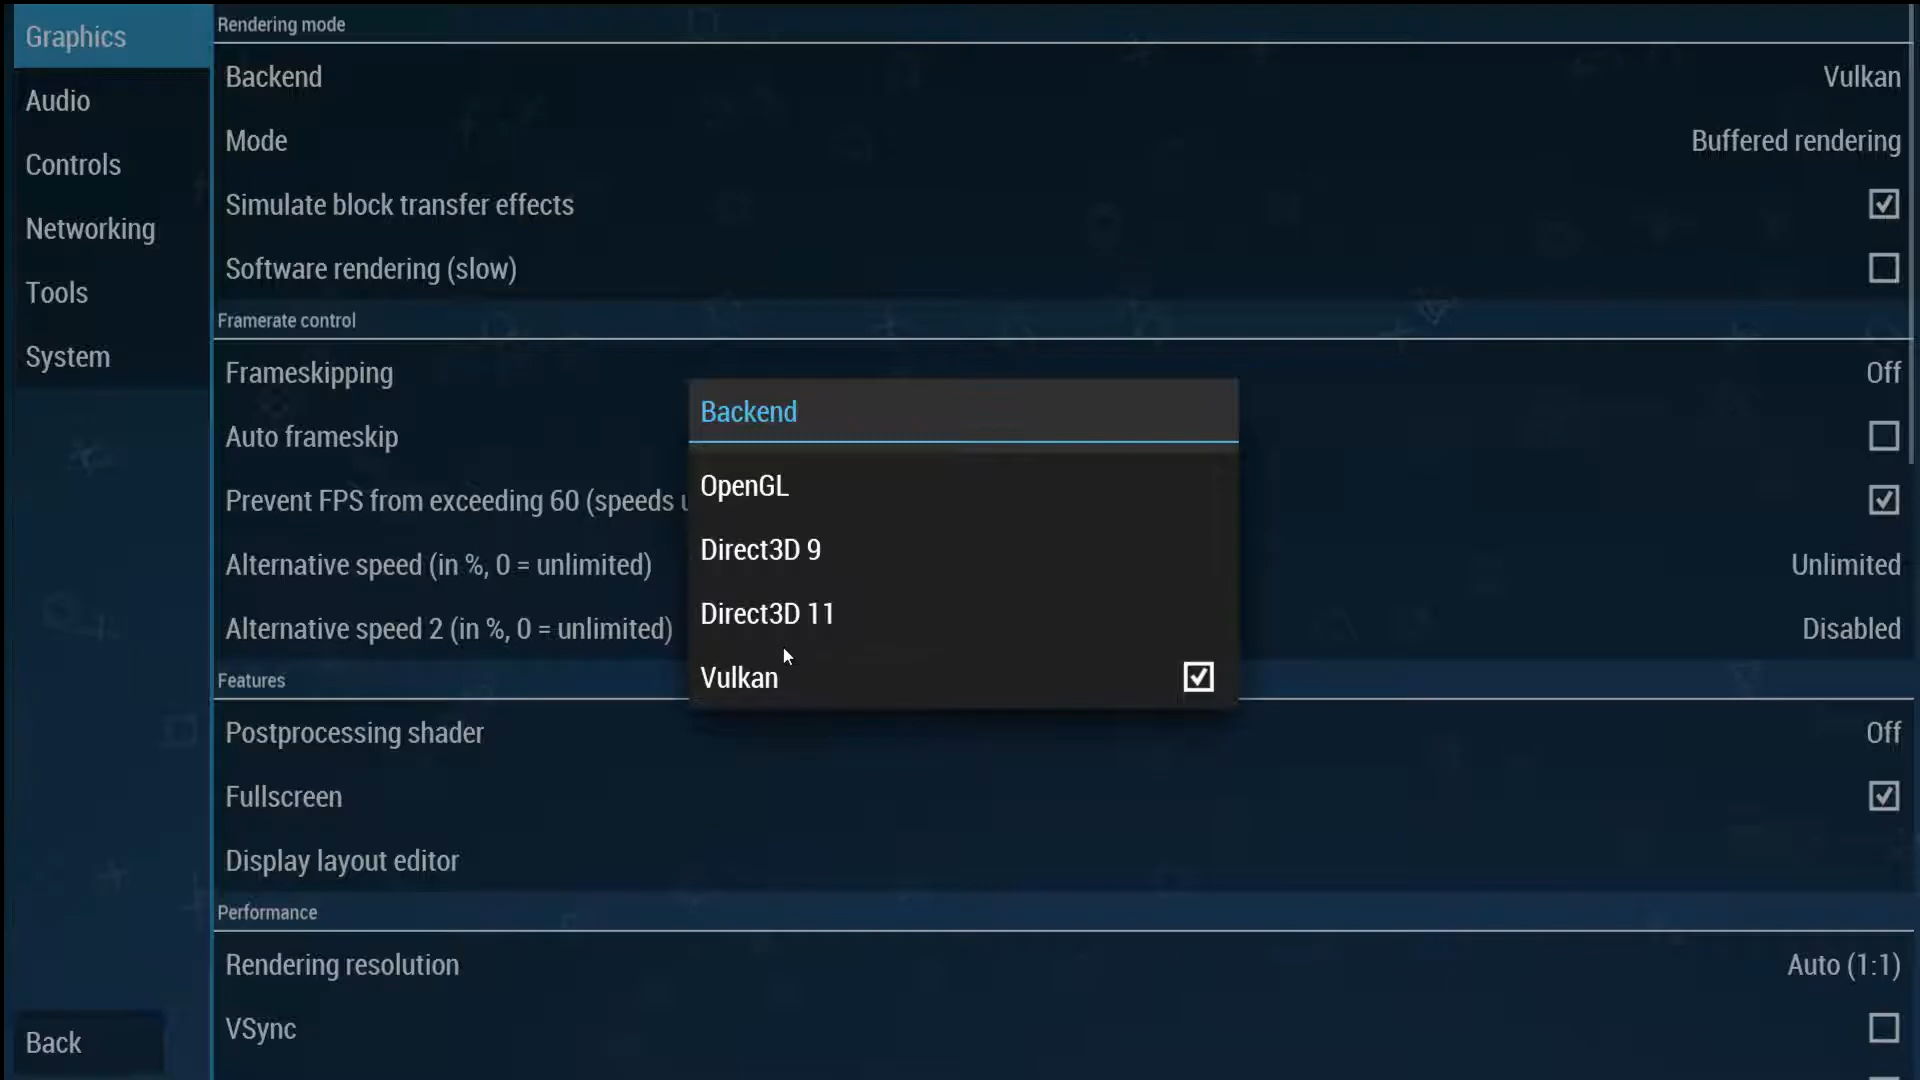 Graphics
Audio
Controls
Networking
Tools
System
Back
Rendering mode
Backend Vulkan
Mode Buffered rendering
Simulate block transfer effects
Software rendering (slow)
Framerate control
Frameskipping Off
Auto frameskip
Prevent FPS from exceeding 60 (speeds
Alternative speed (in %, 0 = unlimited) Unlimited
Alternative speed 2 (in %, 0 = unlimited) Disabled
Features
Postprocessing shader Off
Fullscreen
Display layout editor
Performance
Rendering resolution Auto (1:1)
VSync
Backend
OpenGL
Direct3D 9
Direct3D 11
Vulkan